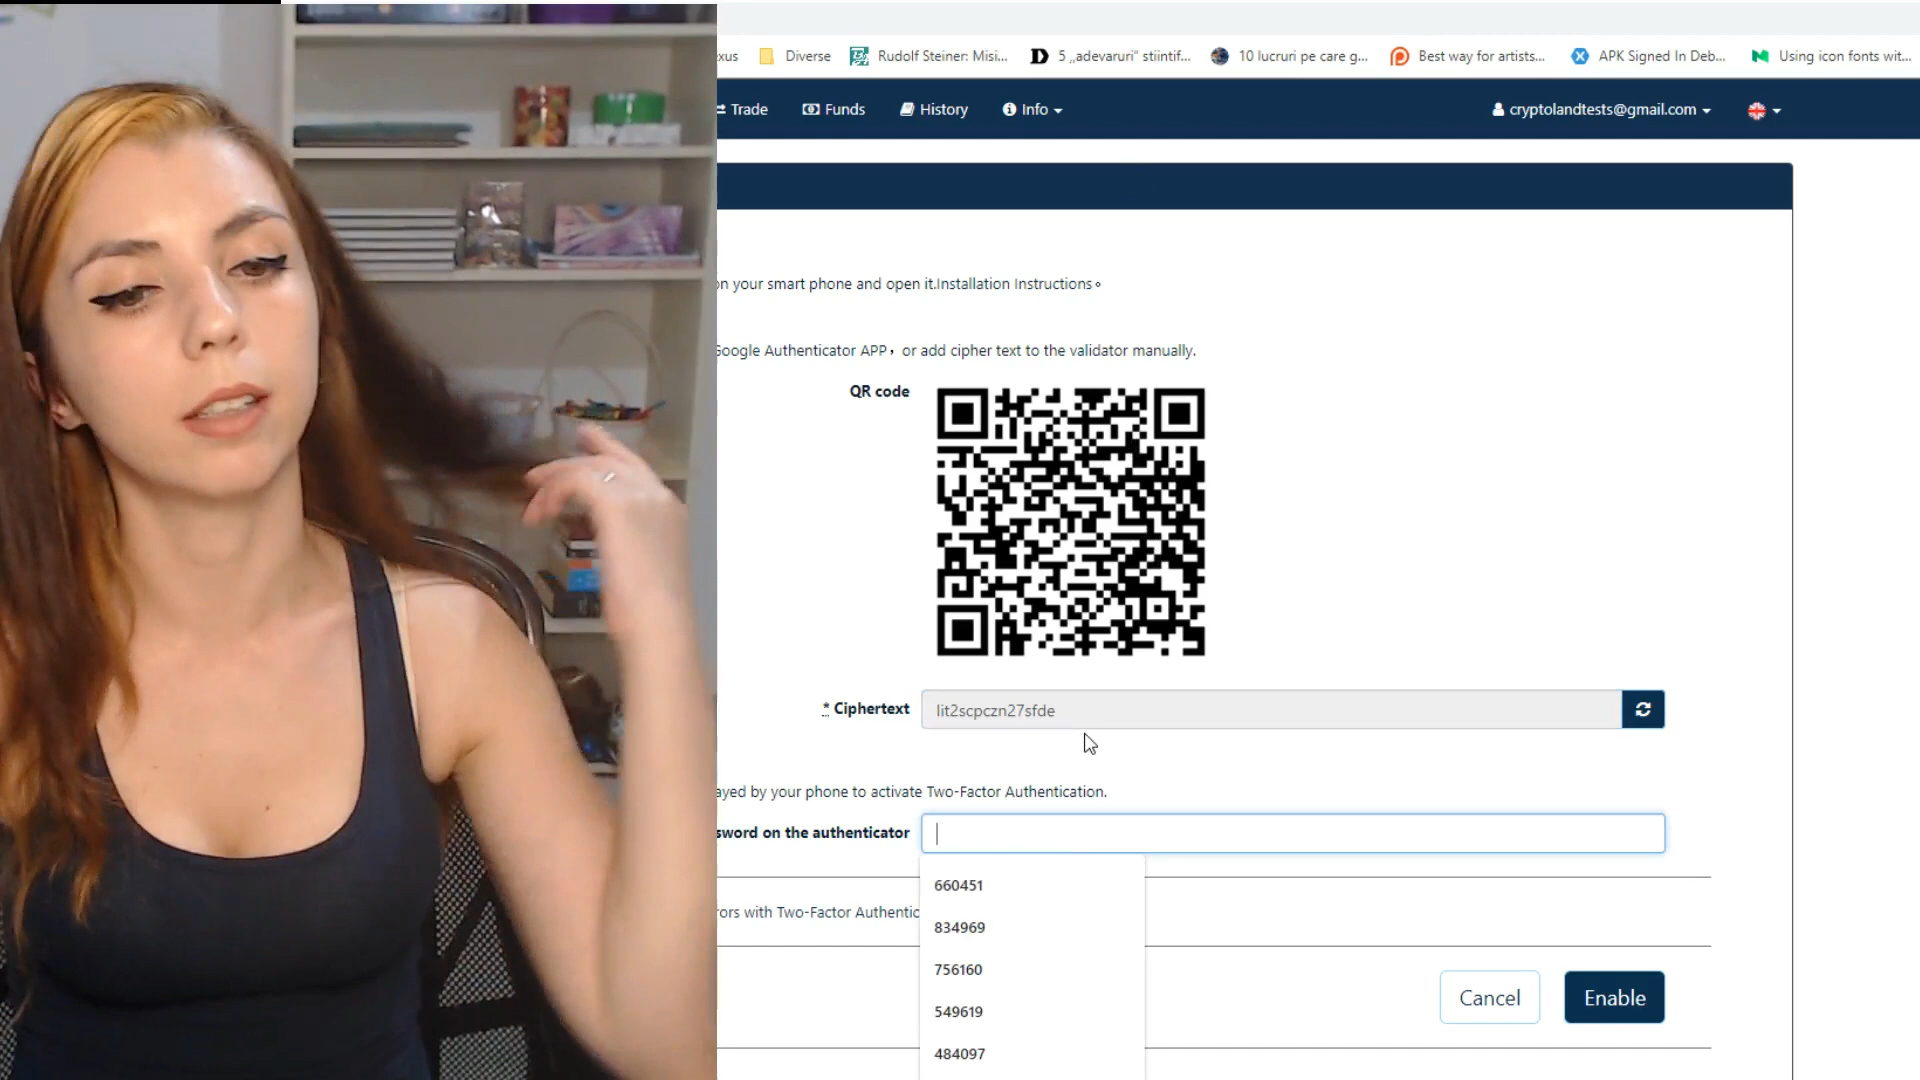 xus Diverse Rudolf Steiner: Misi... 5 „adevaruri” stiintif... 10 lucruri pe care g... Best way for artists... APK Signed In Deb... Using icon fonts wit...
Trade Funds History Info cryptolandtests@gmail.com
on your smart phone and open it.Installation Instructions。
Google Authenticator APP，or add cipher text to the validator manually.
QR code
* Ciphertext lit2scpczn27sfde
ayed by your phone to activate Two-Factor Authentication.
sword on the authenticator
660451
rors with Two-Factor Authentic
834969
756160
549619
Cancel Enable
484097